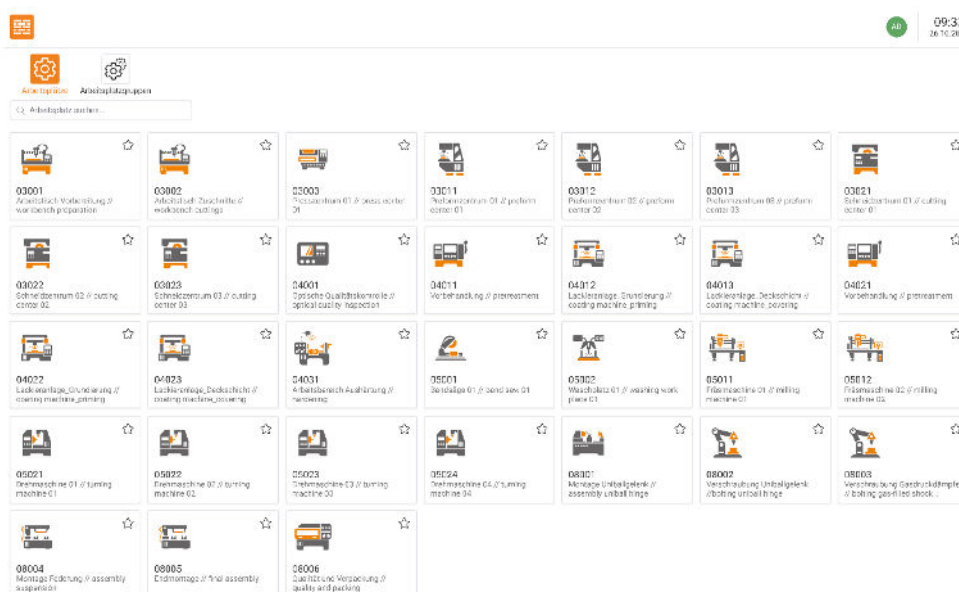 AR
09:3
26.10.20
Arbeitsplätze
Arbeitsplatzgruppen
Arbeitsplatz suchen...
03001
Arbeitstisch Vorbereitung //
workbench preparation
03002
Arbeitstisch Zuschnitte //
workbench cuttings
03003
Presszentrum 01 // press center
01
03011
Preformzentrum 01 // preform
center 01
03012
Preformzentrum 02 // preform
center 02
03013
Preformzentrum 03 // preform
center 03
03021
Schneidzentrum 01 // cutting
center 01
03022
Schneidzentrum 02 // cutting
center 02
03023
Schneidzentrum 03 // cutting
center 03
04001
Optische Qualitätskontrolle //
optical quality inspection
04011
Vorbehandlung // pretreatment
04012
Lackieranlage_Grundierung //
coating machine_priming
04013
Lackieranlage_Deckschicht //
coating machine_covering
04021
Vorbehandlung // pretreatment
04022
Lackieranlage_Grundierung //
coating machine_priming
04023
Lackieranlage_Deckschicht //
coating machine_covering
04031
Arbeitsbereich Aushärtung //
hardening
05001
Bandsäge 01 // band saw 01
05002
Waschplatz 01 // washing work
place 01
05011
Fräsmaschine 01 // milling
machine 01
05012
Fräsmaschine 02 // milling
machine 02
05021
Drehmaschine 01 // turning
machine 01
05022
Drehmaschine 02 // turning
machine 02
05023
Drehmaschine 03 // turning
machine 03
05024
Drehmaschine 04 // turning
machine 04
08001
Montage Uniballgelenk //
assembly uniball hinge
08002
Verschraubung Uniballgelenk
//bolting uniball hinge
08003
Verschraubung Gasdruckdämpfe
// bolting gas-filled shock...
08004
Montage Federung // assembly
suspension
08005
Endmontage // final assembly
08006
Qualität und Verpackung //
quality and packing